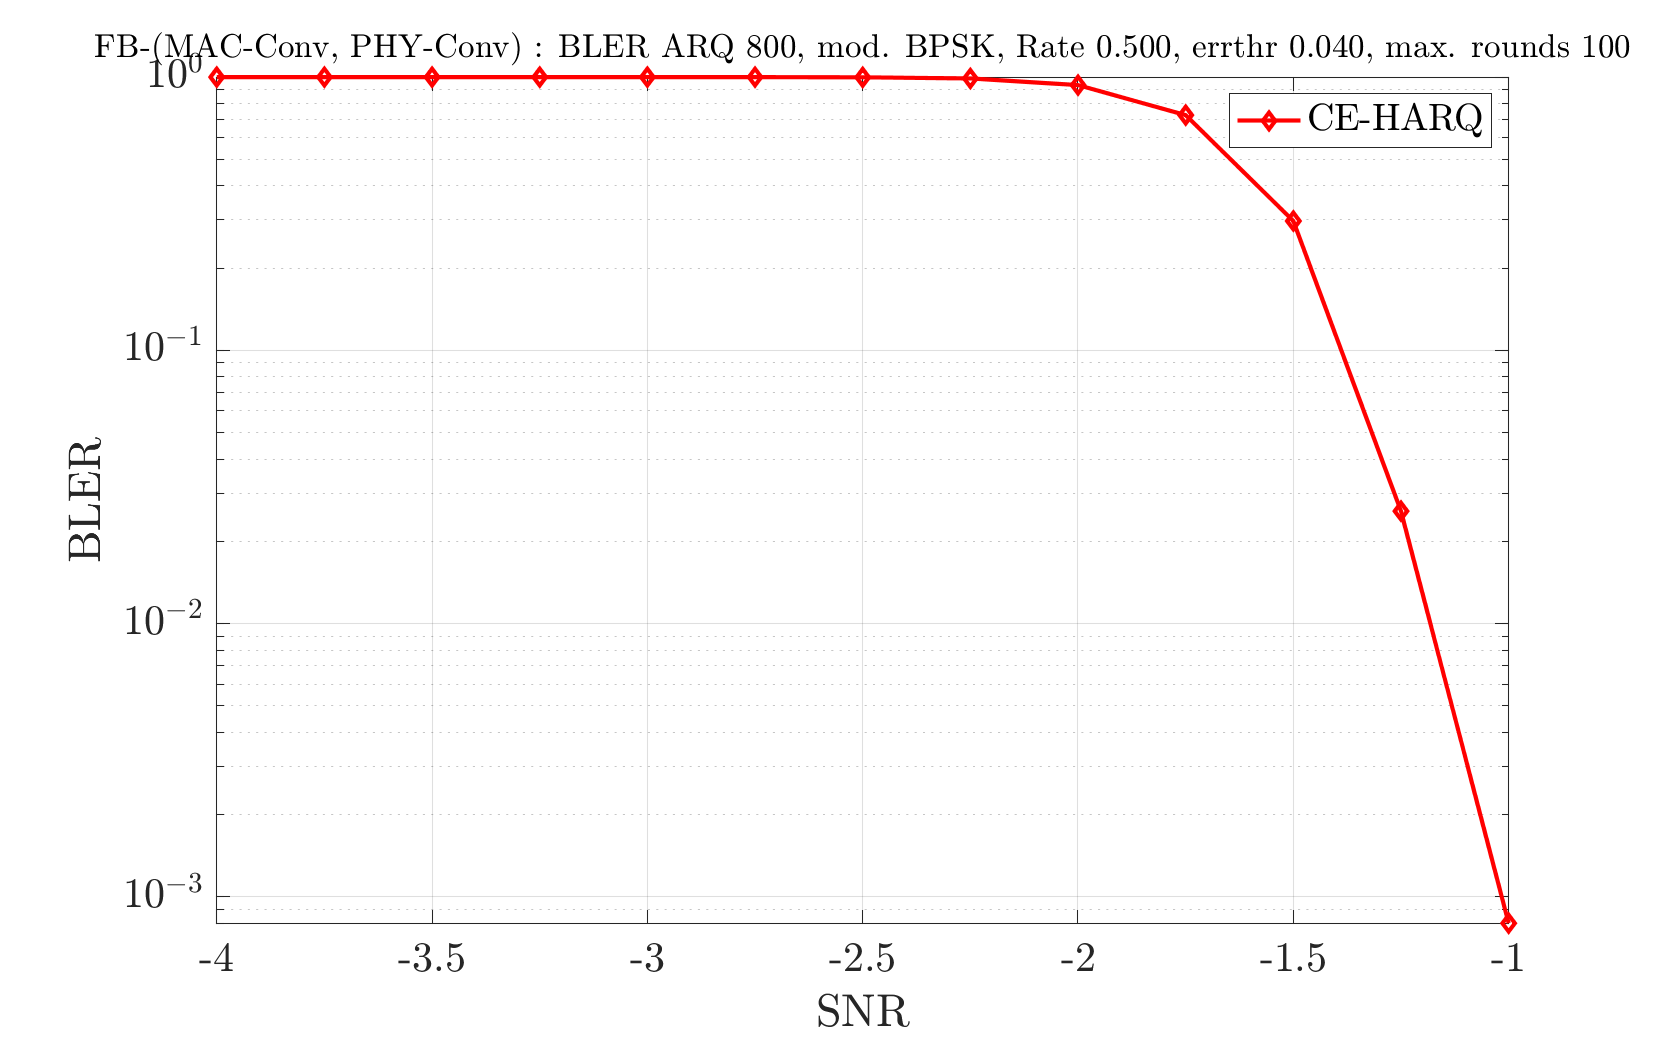 FB-(MAC-Conv, PHY-Conv) : BLER ARQ 800, mod. BPSK, Rate 0.500, errthr 0.040, max. rounds 100
10⁰
CE-HARQ
10⁻¹
BLER
10⁻²
10⁻³
-4 -3.5 -3 -2.5 -2 -1.5 -1
SNR